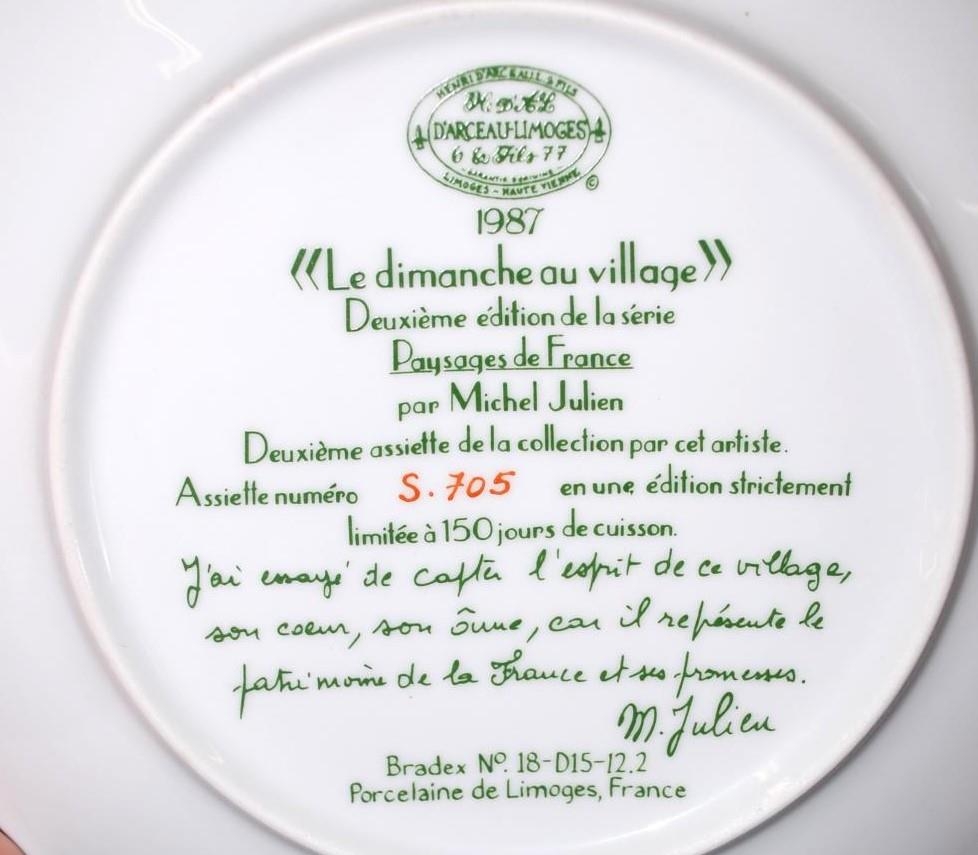 HENRI D'ARCEAU & FILS
H. D'A&L
D'ARCEAU-LIMOGES
6 & Fils 77
GARANTIE
LIMOGES - HAUTE VIENNE
©
1987
«Le dimanche au village»
Deuxième édition de la série
Paysages de France
par Michel Julien
Deuxième assiette de la collection par cet artiste.
Assiette numéro S.705 en une édition strictement
limitée à 150 jours de cuisson.
J'ai essayé de capter l'esprit de ce village,
son coeur, son âme, car il représente le
patrimoine de la France et ses promesses.
M. Julien
Bradex Nº. 18-D15-12.2
Porcelaine de Limoges, France